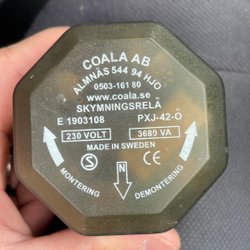 COALA AB
ALMNÄS 544 94 HJO
0503-161 80
www.coala.se
SKYMNINGSRELÄ
E 1903108 PXJ-42-Ö
230 VOLT 3680 VA
MADE IN SWEDEN
S
N
MONTERING
DEMONTERING